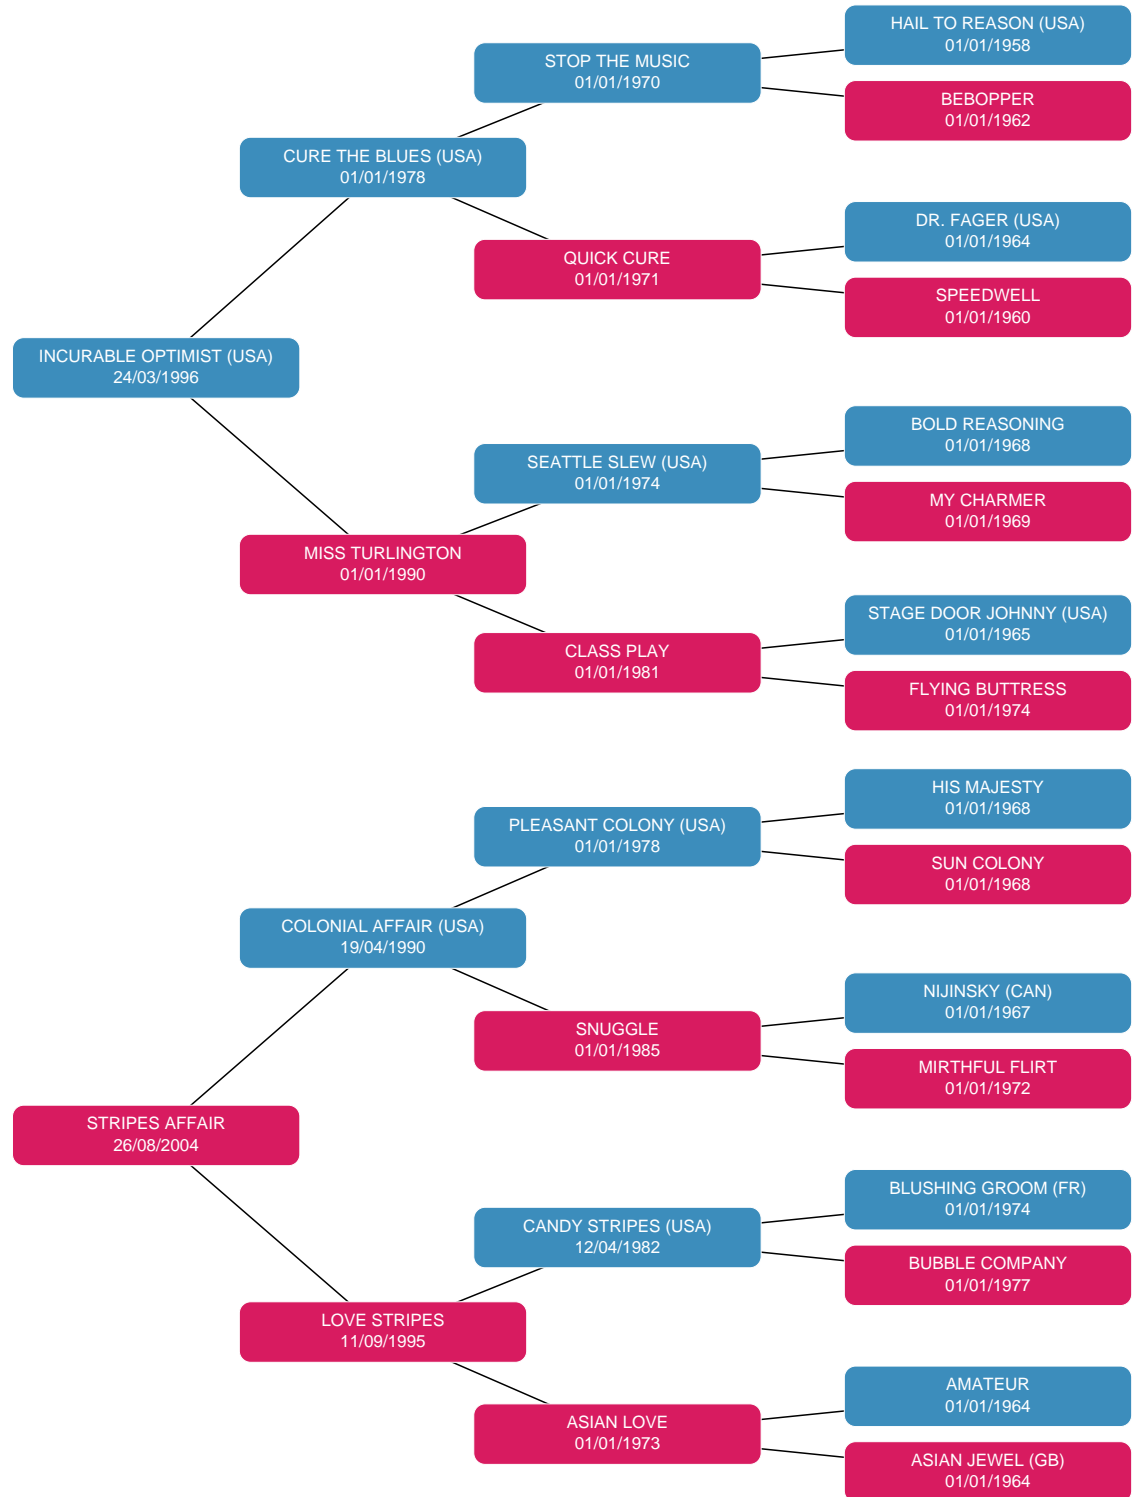 HAIL TO REASON (USA)
01/01/1958
STOP THE MUSIC
01/01/1970
BEBOPPER
01/01/1962
CURE THE BLUES (USA)
01/01/1978
DR. FAGER (USA)
01/01/1964
QUICK CURE
01/01/1971
SPEEDWELL
01/01/1960
INCURABLE OPTIMIST (USA)
24/03/1996
BOLD REASONING
01/01/1968
SEATTLE SLEW (USA)
01/01/1974
MY CHARMER
01/01/1969
MISS TURLINGTON
01/01/1990
STAGE DOOR JOHNNY (USA)
01/01/1965
CLASS PLAY
01/01/1981
FLYING BUTTRESS
01/01/1974
HIS MAJESTY
01/01/1968
PLEASANT COLONY (USA)
01/01/1978
SUN COLONY
01/01/1968
COLONIAL AFFAIR (USA)
19/04/1990
NIJINSKY (CAN)
01/01/1967
SNUGGLE
01/01/1985
MIRTHFUL FLIRT
01/01/1972
STRIPES AFFAIR
26/08/2004
BLUSHING GROOM (FR)
01/01/1974
CANDY STRIPES (USA)
12/04/1982
BUBBLE COMPANY
01/01/1977
LOVE STRIPES
11/09/1995
AMATEUR
01/01/1964
ASIAN LOVE
01/01/1973
ASIAN JEWEL (GB)
01/01/1964